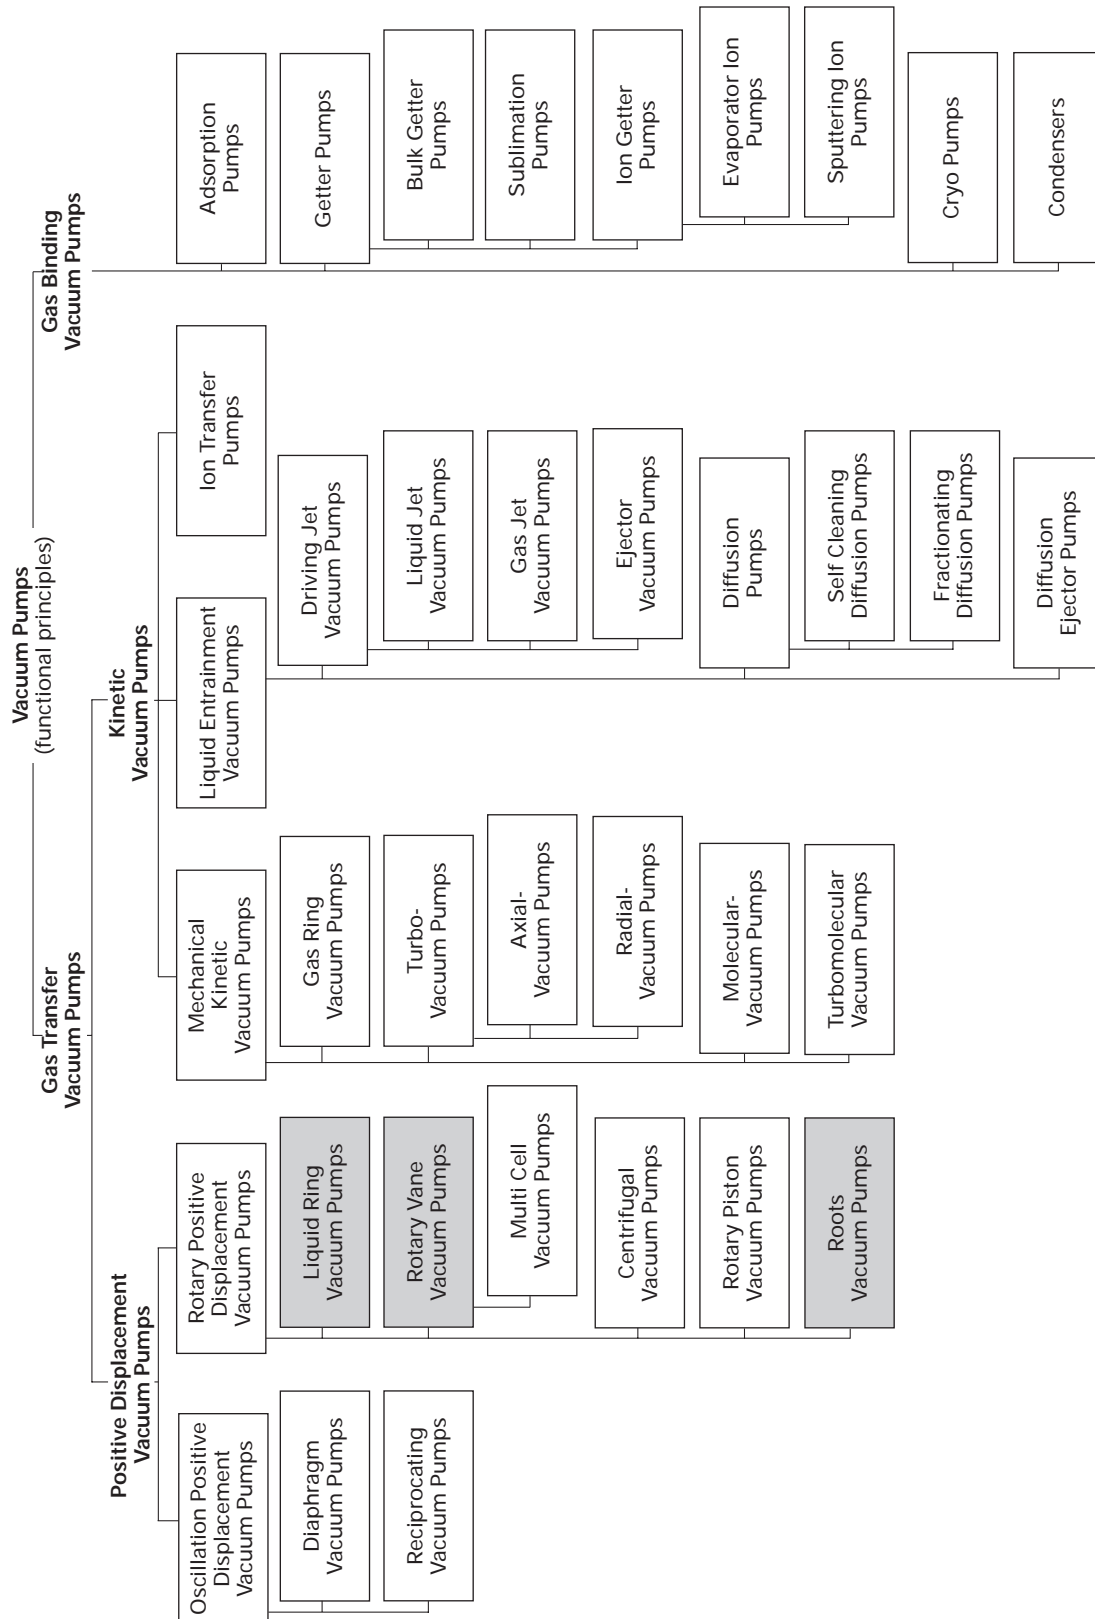 Vacuum Pumps
(functional principles)
Gas Transfer
Vacuum Pumps
Gas Binding
Vacuum Pumps
Positive Displacement
Vacuum Pumps
Kinetic
Vacuum Pumps
Oscillation Positive
Displacement
Vacuum Pumps
Diaphragm
Vacuum Pumps
Reciprocating
Vacuum Pumps
Rotary Positive
Displacement
Vacuum Pumps
Liquid Ring
Vacuum Pumps
Rotary Vane
Vacuum Pumps
Multi Cell
Vacuum Pumps
Centrifugal
Vacuum Pumps
Rotary Piston
Vacuum Pumps
Roots
Vacuum Pumps
Mechanical
Kinetic
Vacuum Pumps
Gas Ring
Vacuum Pumps
Turbo-
Vacuum Pumps
Axial-
Vacuum Pumps
Radial-
Vacuum Pumps
Molecular-
Vacuum Pumps
Turbomolecular
Vacuum Pumps
Liquid Entrainment
Vacuum Pumps
Driving Jet
Vacuum Pumps
Liquid Jet
Vacuum Pumps
Gas Jet
Vacuum Pumps
Ejector
Vacuum Pumps
Diffusion
Pumps
Self Cleaning
Diffusion Pumps
Fractionating
Diffusion Pumps
Diffusion
Ejector Pumps
Ion Transfer
Pumps
Adsorption
Pumps
Getter Pumps
Bulk Getter
Pumps
Sublimation
Pumps
Ion Getter
Pumps
Evaporator Ion
Pumps
Sputtering Ion
Pumps
Cryo Pumps
Condensers